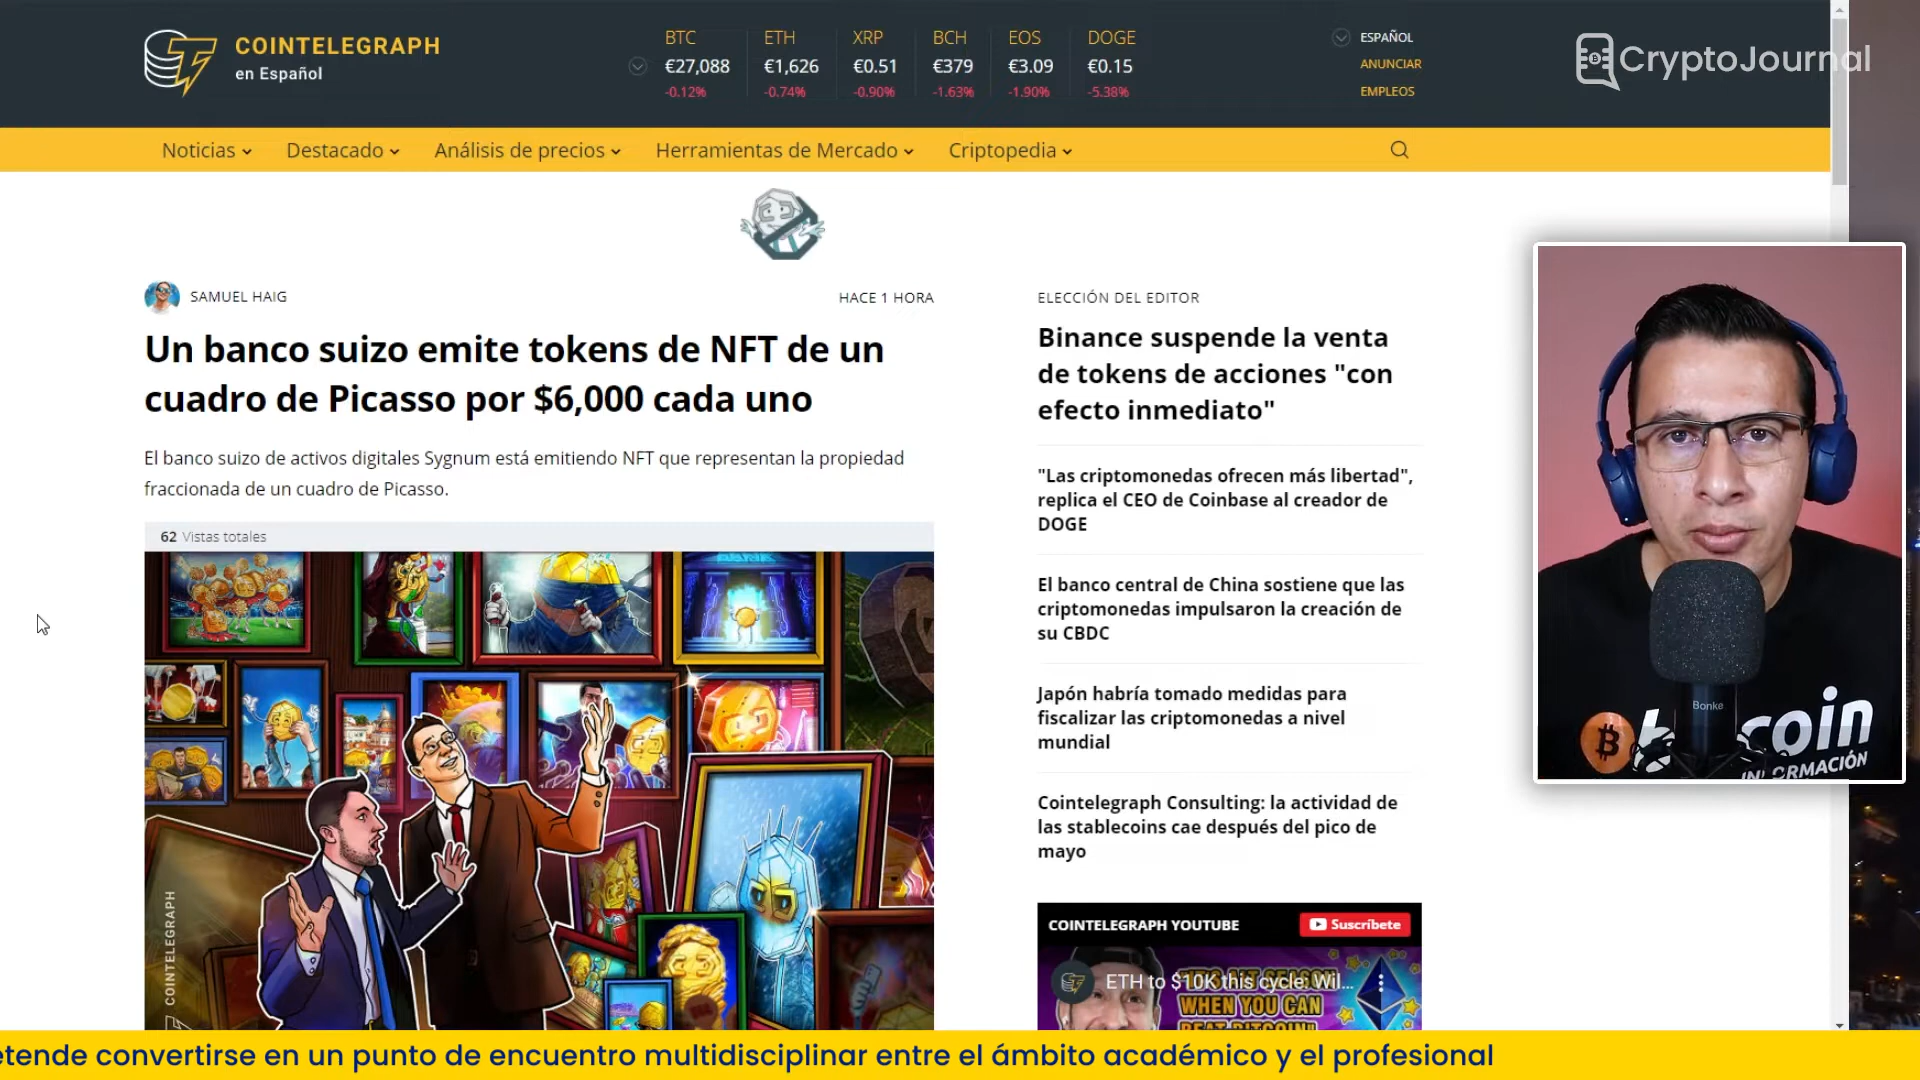 COINTELEGRAPH
en Español
BTC
€27,088
-0.12%
ETH
€1,626
-0.74%
XRP
€0.51
-0.90%
BCH
€379
-1.63%
EOS
€3.09
-1.90%
DOGE
€0.15
-5.38%
ESPAÑOL
ANUNCIAR
EMPLEOS
CryptoJournal
Noticias
Destacado
Análisis de precios
Herramientas de Mercado
Criptopedia
SAMUEL HAIG
HACE 1 HORA
Un banco suizo emite tokens de NFT de un
cuadro de Picasso por $6,000 cada uno
El banco suizo de activos digitales Sygnum está emitiendo NFT que representan la propiedad
fraccionada de un cuadro de Picasso.
62 Vistas totales
COINTELEGRAPH
ELECCIÓN DEL EDITOR
Binance suspende la venta
de tokens de acciones "con
efecto inmediato"
"Las criptomonedas ofrecen más libertad",
replica el CEO de Coinbase al creador de
DOGE
El banco central de China sostiene que las
criptomonedas impulsaron la creación de
su CBDC
Japón habría tomado medidas para
fiscalizar las criptomonedas a nivel
mundial
Cointelegraph Consulting: la actividad de
las stablecoins cae después del pico de
mayo
COINTELEGRAPH YOUTUBE
Suscríbete
ETH to $10K this cycle: Wil...
WHEN YOU CAN
BEAT BITCOIN
Bonke
coin
INFORMACIÓN
etende convertirse en un punto de encuentro multidisciplinar entre el ámbito académico y el profesional